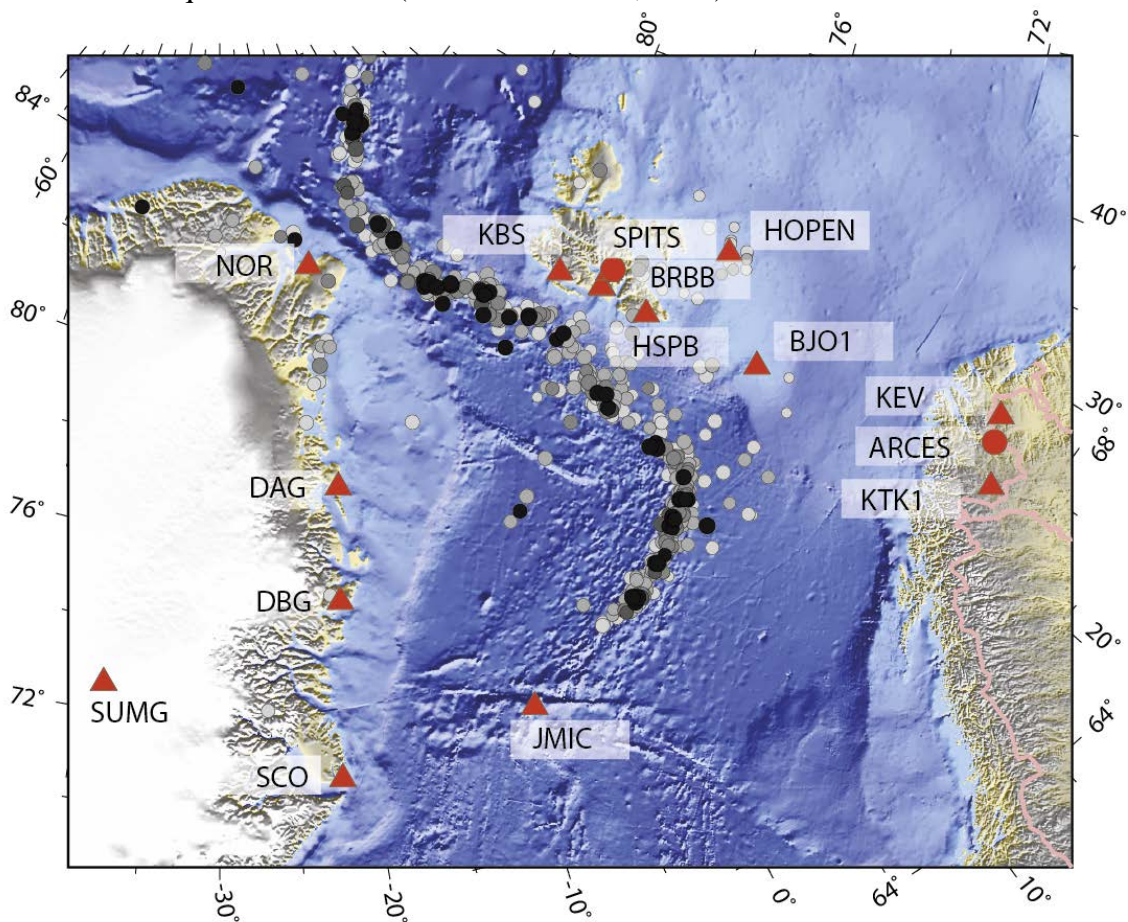 80°
76°
72°
84°
-60°
40°
KBS
SPITS
HOPEN
NOR
BRBB
80°
HSPB
BJO1
KEV
30°
ARCES
68°
DAG
KTK1
76°
DBG
20°
72°
SUMG
JMIC
64°
SCO
-30°
-20°
-10°
0°
64°
10°